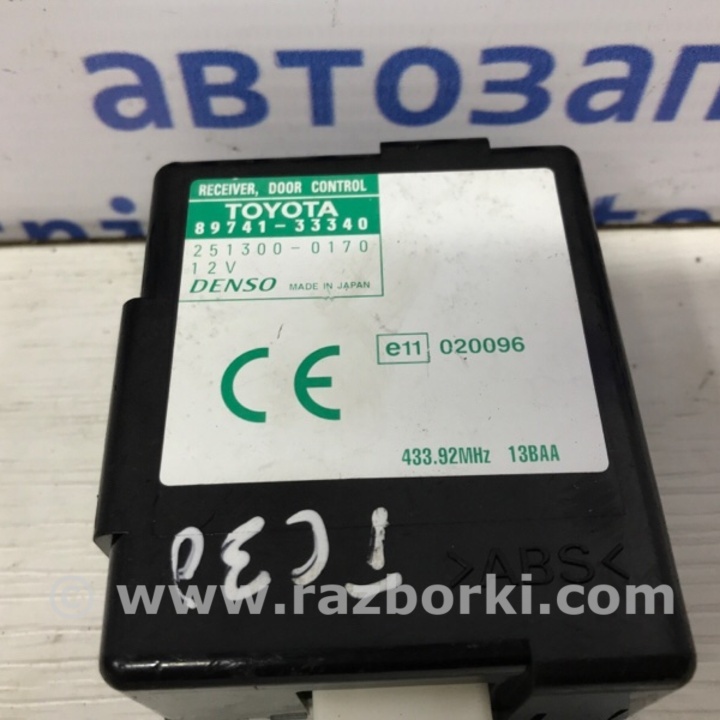 автозап
RECEIVER, DOOR CONTROL
TOYOTA
89741-33340
251300-0170
12V
DENSO MADE IN JAPAN
CE
e11 020096
433.92MHz 13BAA
TC30
>ABS<
© www.razborki.com